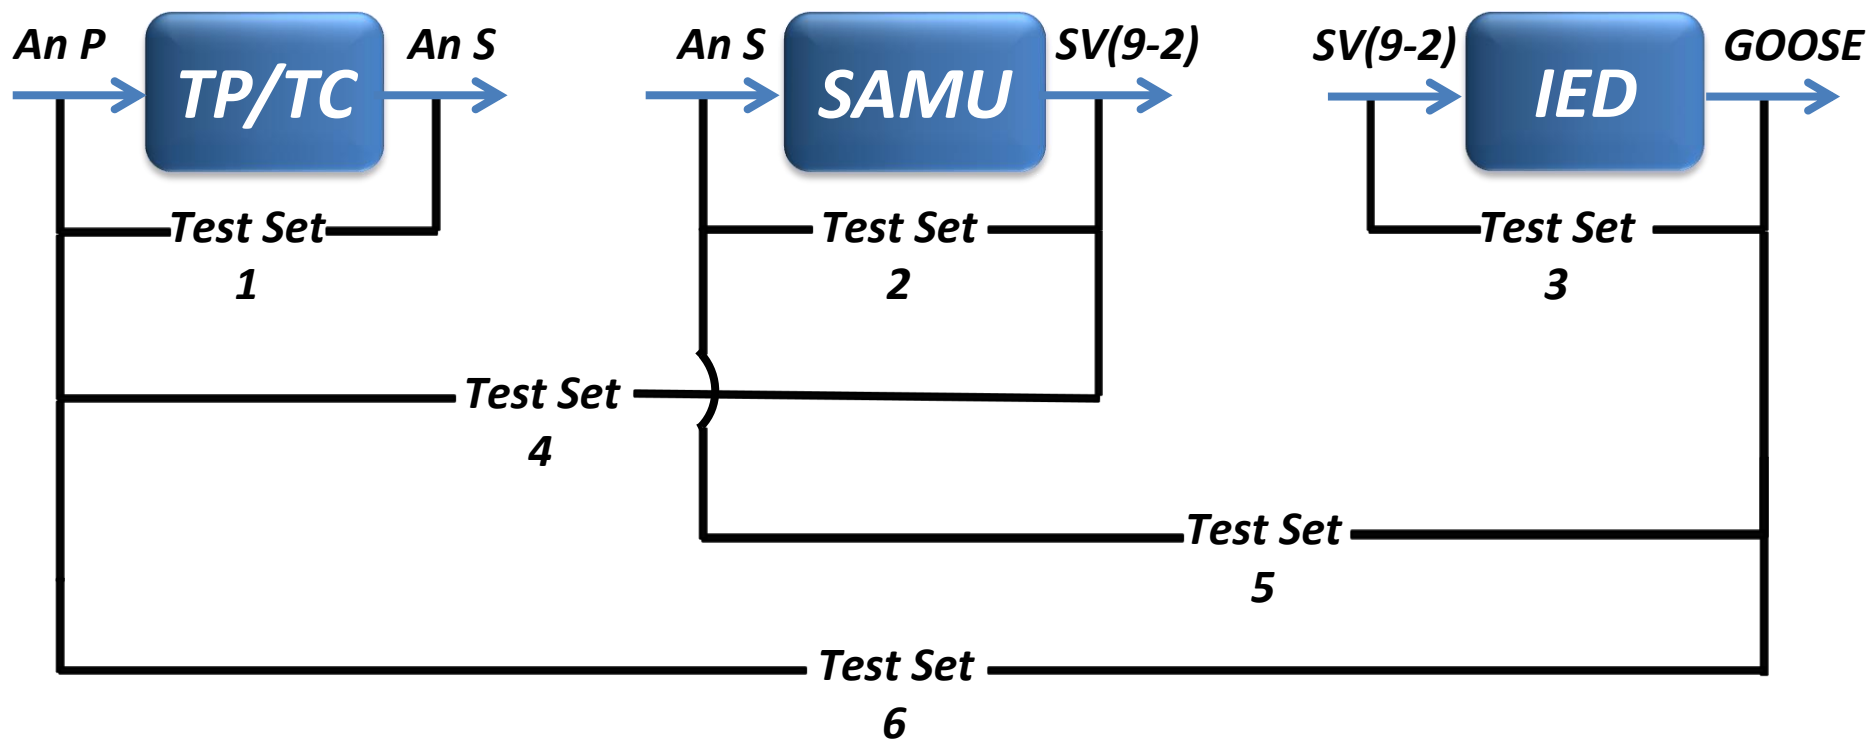 An P
TP/TC
An S
An S
SAMU
SV(9-2)
SV(9-2)
IED
GOOSE
Test Set
1
Test Set
2
Test Set
3
Test Set
4
Test Set
5
Test Set
6